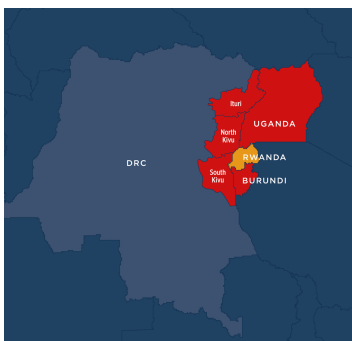 Ituri
UGANDA
North
Kivu
DRC
RWANDA
South
Kivu
BURUNDI